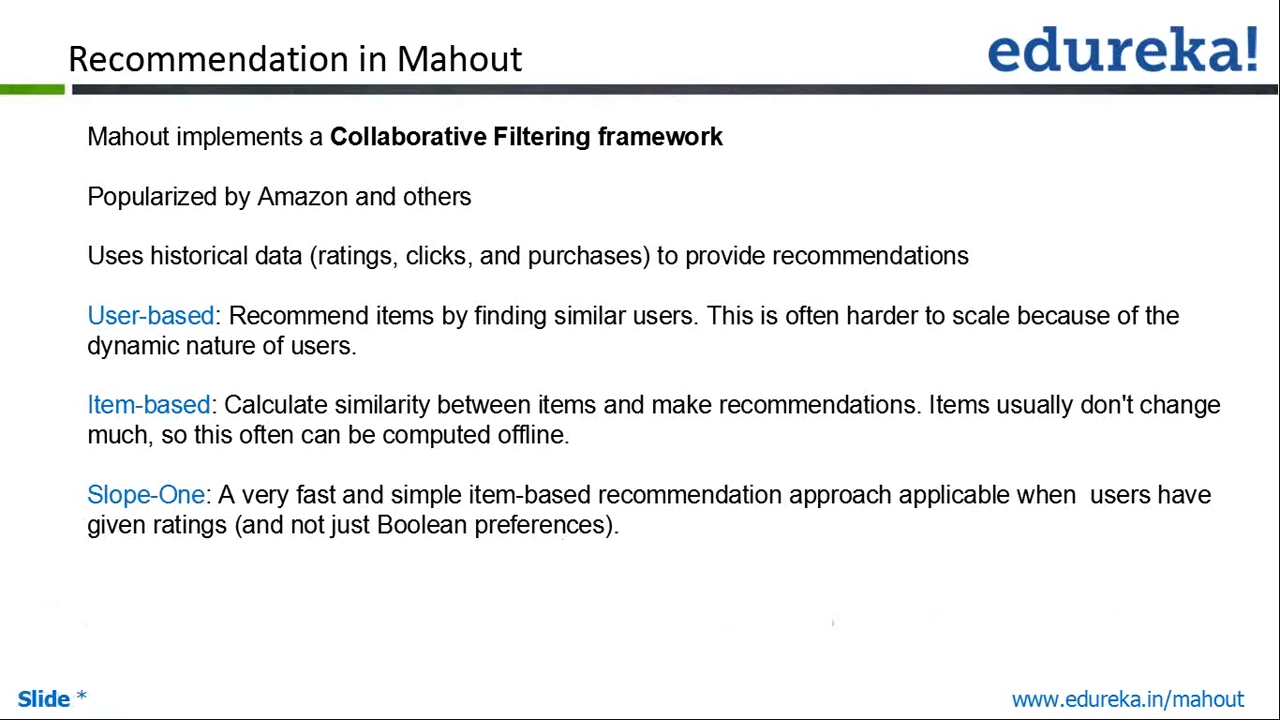 Recommendation in Mahout
edureka!
Mahout implements a Collaborative Filtering framework
Popularized by Amazon and others
Uses historical data (ratings, clicks, and purchases) to provide recommendations
User-based: Recommend items by finding similar users. This is often harder to scale because of the
dynamic nature of users.
Item-based: Calculate similarity between items and make recommendations. Items usually don't change
much, so this often can be computed offline.
Slope-One: A very fast and simple item-based recommendation approach applicable when  users have
given ratings (and not just Boolean preferences).
Slide *
www.edureka.in/mahout